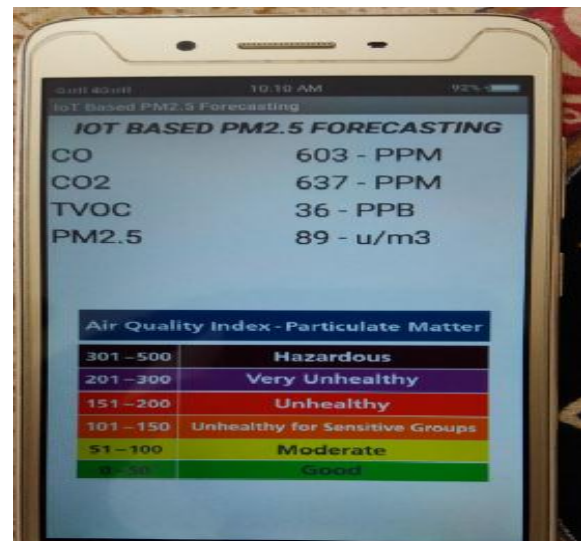 10:10 AM 92%
IoT Based PM2.5 Forecasting
IOT BASED PM2.5 FORECASTING
CO 603 - PPM
CO2 637 - PPM
TVOC 36 - PPB
PM2.5 89 - u/m3
Air Quality Index - Particulate Matter
301 – 500 Hazardous
201 – 300 Very Unhealthy
151 – 200 Unhealthy
101 – 150 Unhealthy for Sensitive Groups
51 – 100 Moderate
0 - 50 Good